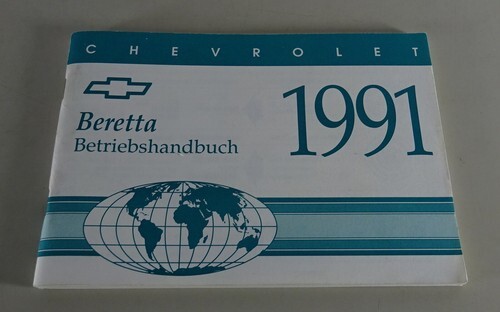 CHEVROLET
1991
Beretta
Betriebshandbuch